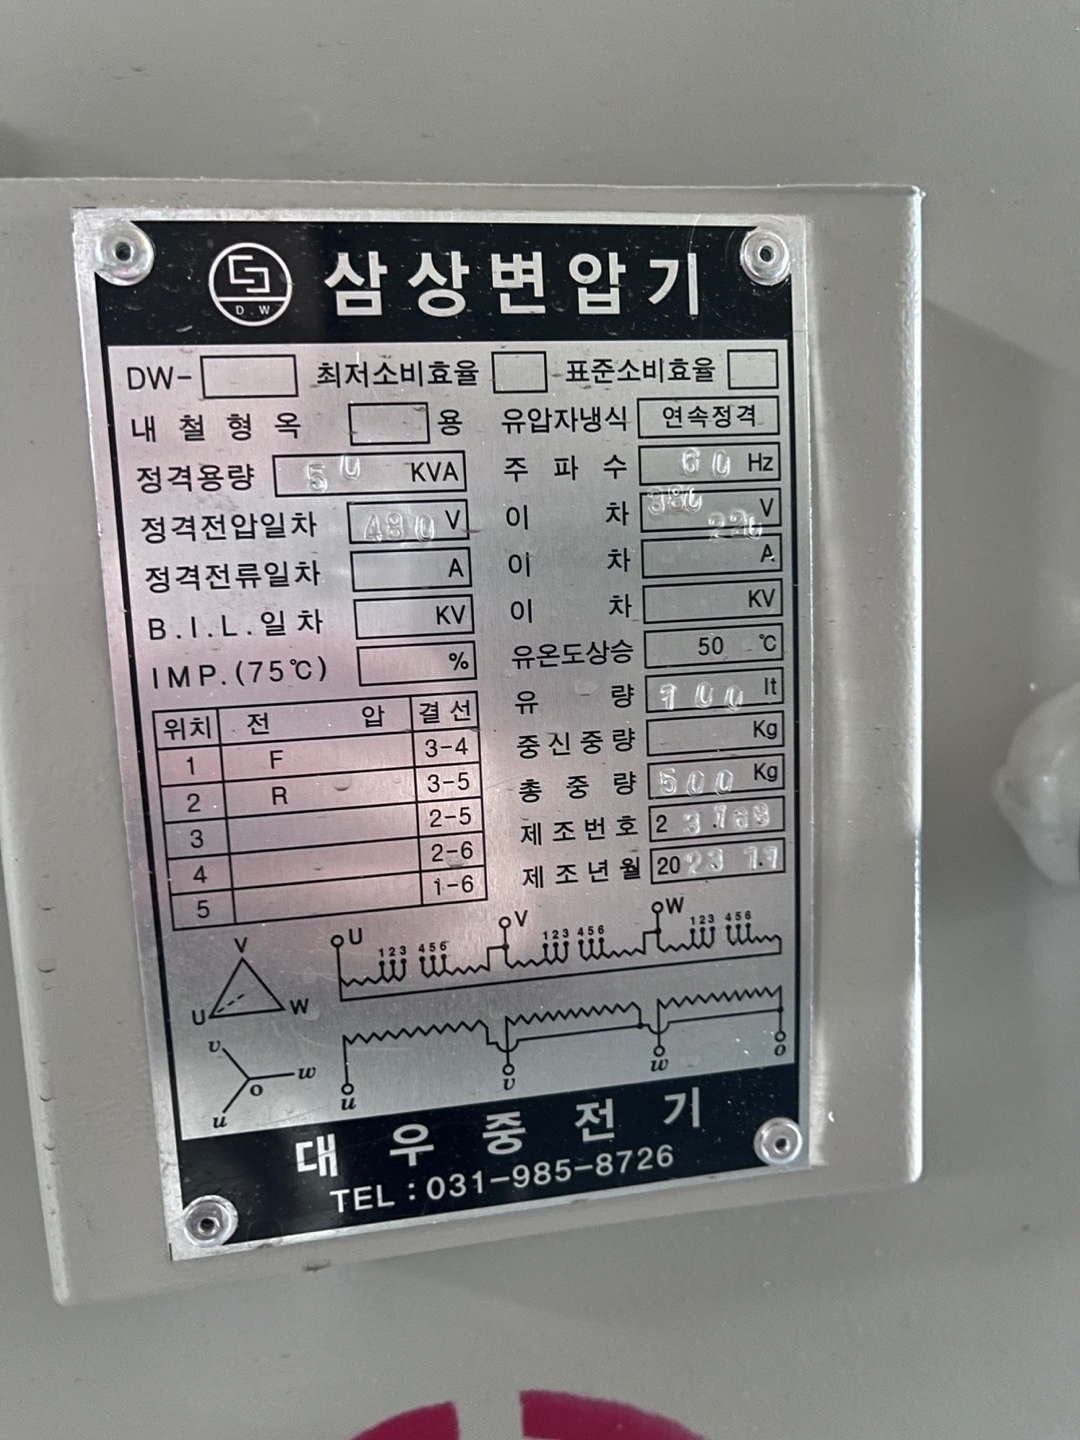 D.W
삼상변압기
DW- 최저소비효율 표준소비효율
내철형옥 용 유입자냉식 연속정격
정격용량 50 KVA 주파수 60 Hz
정격전압일차 480 V 이차 380 220 V
정격전류일차 A 이차 A
B.I.L.일차 KV 이차 KV
IMP.(75℃) % 유온도상승 50 ℃
유량 100 lt
중신중량 Kg
총중량 500 Kg
제조번호 2
제조년월 2023
위치 전압 결선
1 F 3-4
2 R 3-5
3 2-5
4 2-6
5 1-6
U 1 2 3 4 5 6 V 1 2 3 4 5 6 W 1 2 3 4 5 6
V
U W
v
w
o
u
u v w o
대우중전기
TEL : 031-985-8726